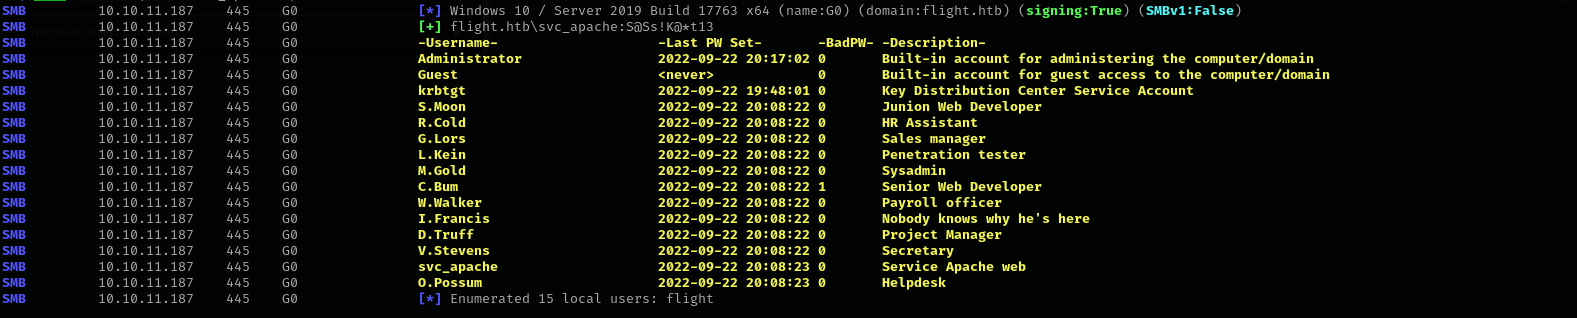 SMB 10.10.11.187 445 G0 [*] Windows 10 / Server 2019 Build 17763 x64 (name:G0) (domain:flight.htb) (signing:True) (SMBv1:False)
SMB 10.10.11.187 445 G0 [+] flight.htb\svc_apache:S@Ss!K@*t13
SMB 10.10.11.187 445 G0 -Username- -Last PW Set- -BadPW- -Description-
SMB 10.10.11.187 445 G0 Administrator 2022-09-22 20:17:02 0 Built-in account for administering the computer/domain
SMB 10.10.11.187 445 G0 Guest <never> 0 Built-in account for guest access to the computer/domain
SMB 10.10.11.187 445 G0 krbtgt 2022-09-22 19:48:01 0 Key Distribution Center Service Account
SMB 10.10.11.187 445 G0 S.Moon 2022-09-22 20:08:22 0 Junion Web Developer
SMB 10.10.11.187 445 G0 R.Cold 2022-09-22 20:08:22 0 HR Assistant
SMB 10.10.11.187 445 G0 G.Lors 2022-09-22 20:08:22 0 Sales manager
SMB 10.10.11.187 445 G0 L.Kein 2022-09-22 20:08:22 0 Penetration tester
SMB 10.10.11.187 445 G0 M.Gold 2022-09-22 20:08:22 0 Sysadmin
SMB 10.10.11.187 445 G0 C.Bum 2022-09-22 20:08:22 1 Senior Web Developer
SMB 10.10.11.187 445 G0 W.Walker 2022-09-22 20:08:22 0 Payroll officer
SMB 10.10.11.187 445 G0 I.Francis 2022-09-22 20:08:22 0 Nobody knows why he's here
SMB 10.10.11.187 445 G0 D.Truff 2022-09-22 20:08:22 0 Project Manager
SMB 10.10.11.187 445 G0 V.Stevens 2022-09-22 20:08:22 0 Secretary
SMB 10.10.11.187 445 G0 svc_apache 2022-09-22 20:08:23 0 Service Apache web
SMB 10.10.11.187 445 G0 O.Possum 2022-09-22 20:08:23 0 Helpdesk
SMB 10.10.11.187 445 G0 [*] Enumerated 15 local users: flight